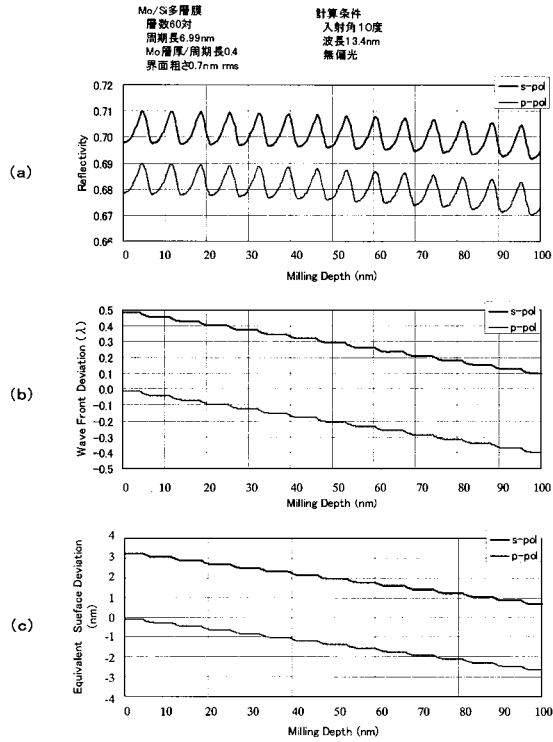 Mo/Si多層膜
層数60対
周期長6.99nm
Mo層厚/周期長0.4
界面粗さ0.7nm rms
計算条件
入射角10度
波長13.4nm
無偏光
(a)
Reflectivity
0.72
0.71
0.70
0.69
0.68
0.67
0.66
s-pol
p-pol
0 10 20 30 40 50 60 70 80 90 100
Milling Depth (nm)
(b)
Wave Front Deviation (λ)
0.5
0.4
0.3
0.2
0.1
0.0
-0.1
-0.2
-0.3
-0.4
-0.5
s-pol
p-pol
0 10 20 30 40 50 60 70 80 90 100
Milling Depth (nm)
(c)
Equivalent Sueface Deviation
(nm)
4
3
2
1
0
-1
-2
-3
-4
s-pol
p-pol
0 10 20 30 40 50 60 70 80 90 100
Milling Depth (nm)